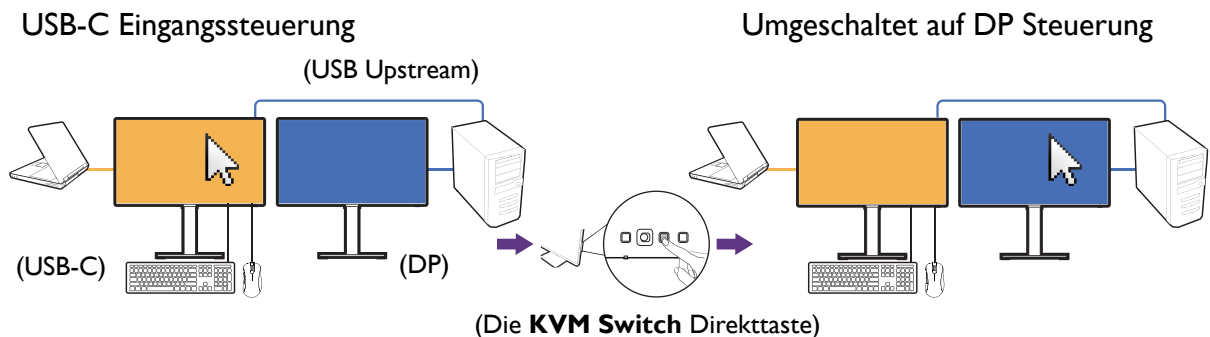 USB-C Eingangssteuerung
Umgeschaltet auf DP Steuerung
(USB Upstream)
(USB-C)
(DP)
(Die KVM Switch Direkttaste)